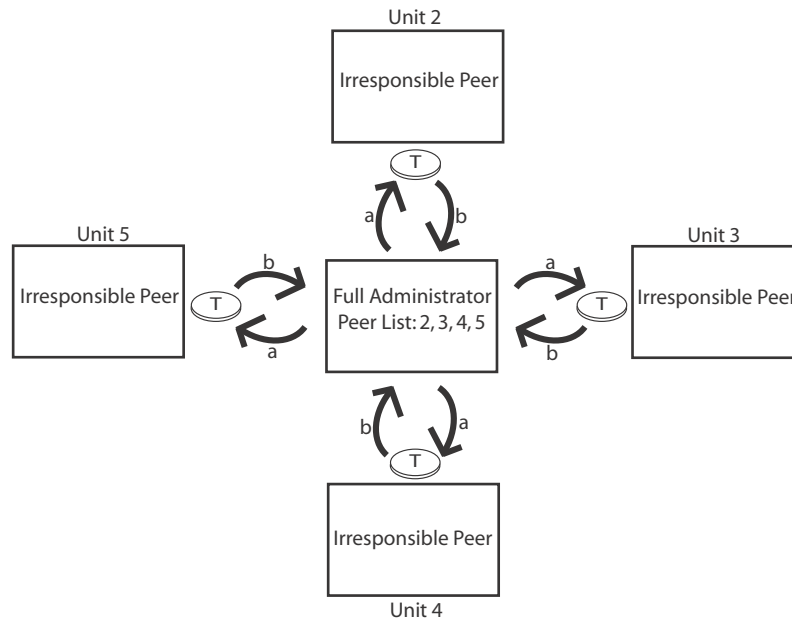 Unit 2
Irresponsible Peer
T
a
b
Unit 5
Irresponsible Peer
T
b
a
Full Administrator
Peer List: 2, 3, 4, 5
a
b
T
Unit 3
Irresponsible Peer
b
a
T
Irresponsible Peer
Unit 4